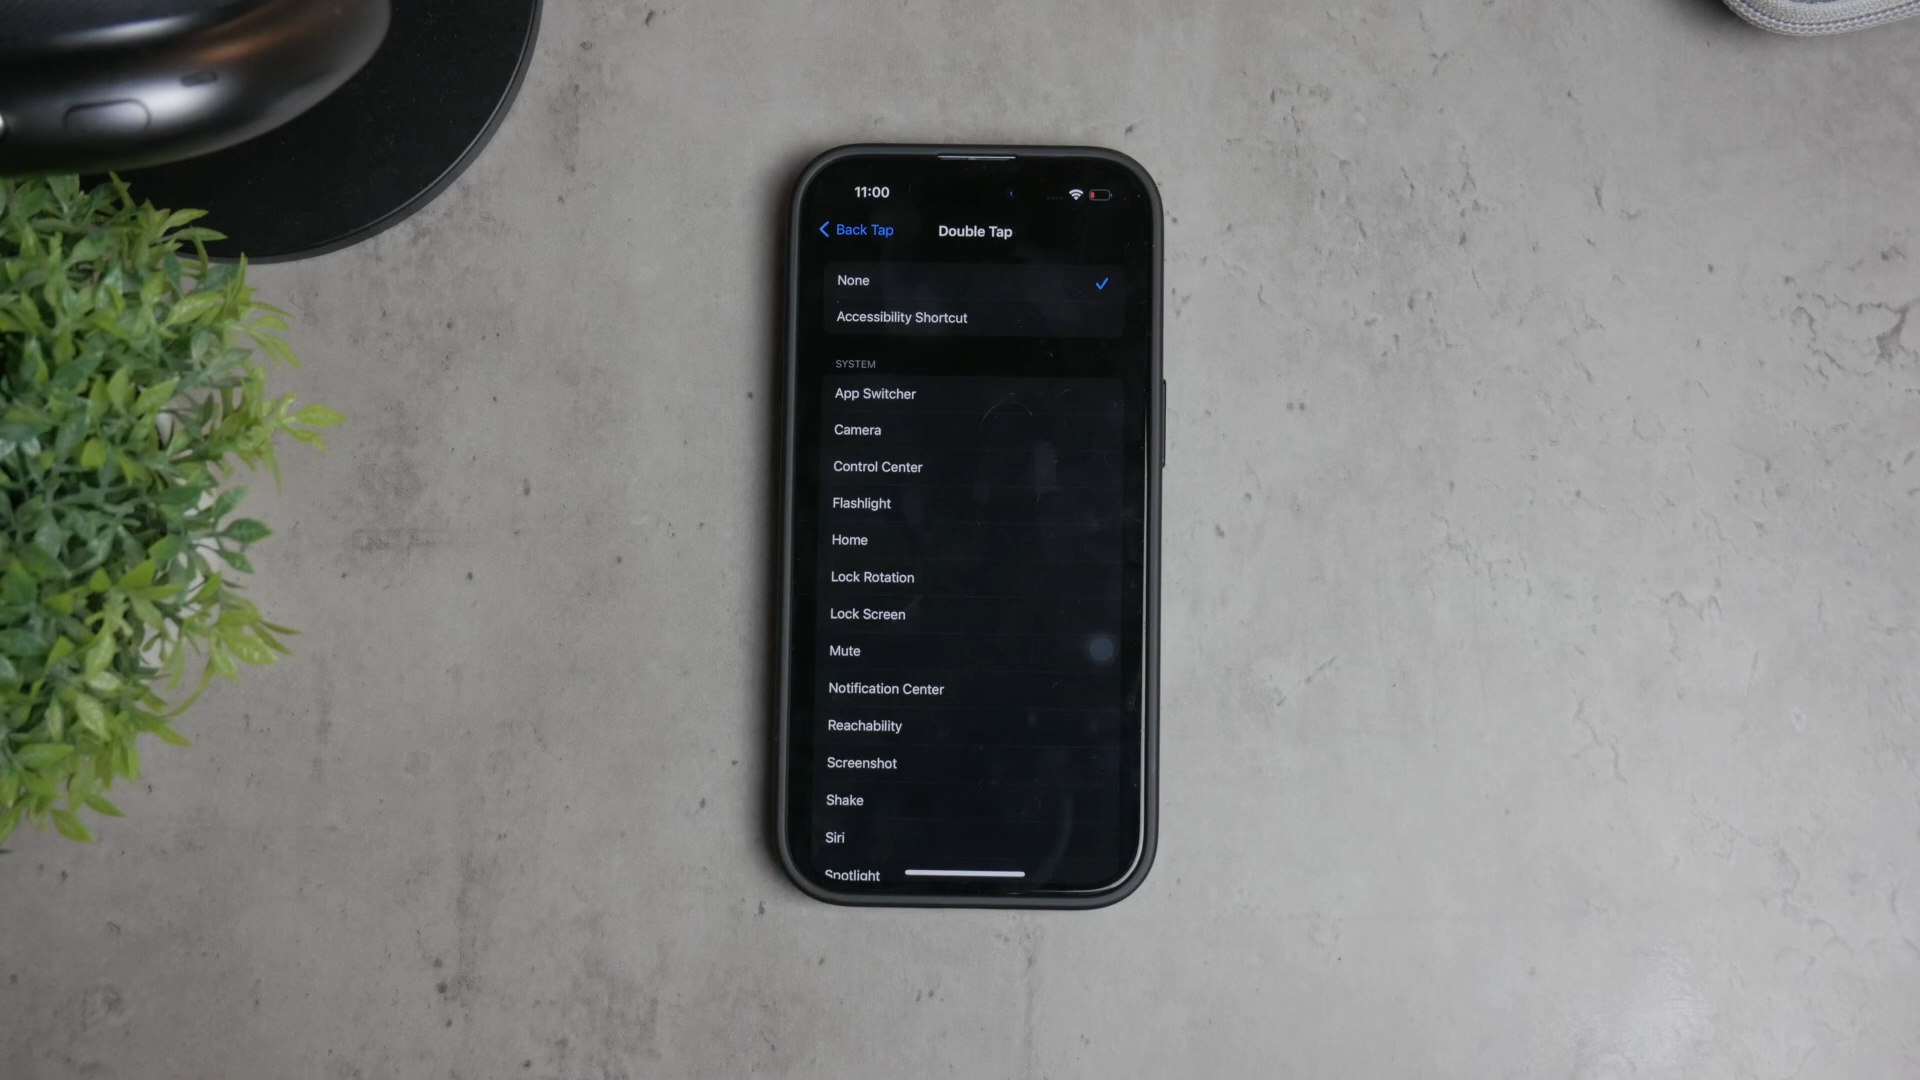 11:00
Back Tap
Double Tap
None
Accessibility Shortcut
SYSTEM
App Switcher
Camera
Control Center
Flashlight
Home
Lock Rotation
Lock Screen
Mute
Notification Center
Reachability
Screenshot
Shake
Siri
Spotlight